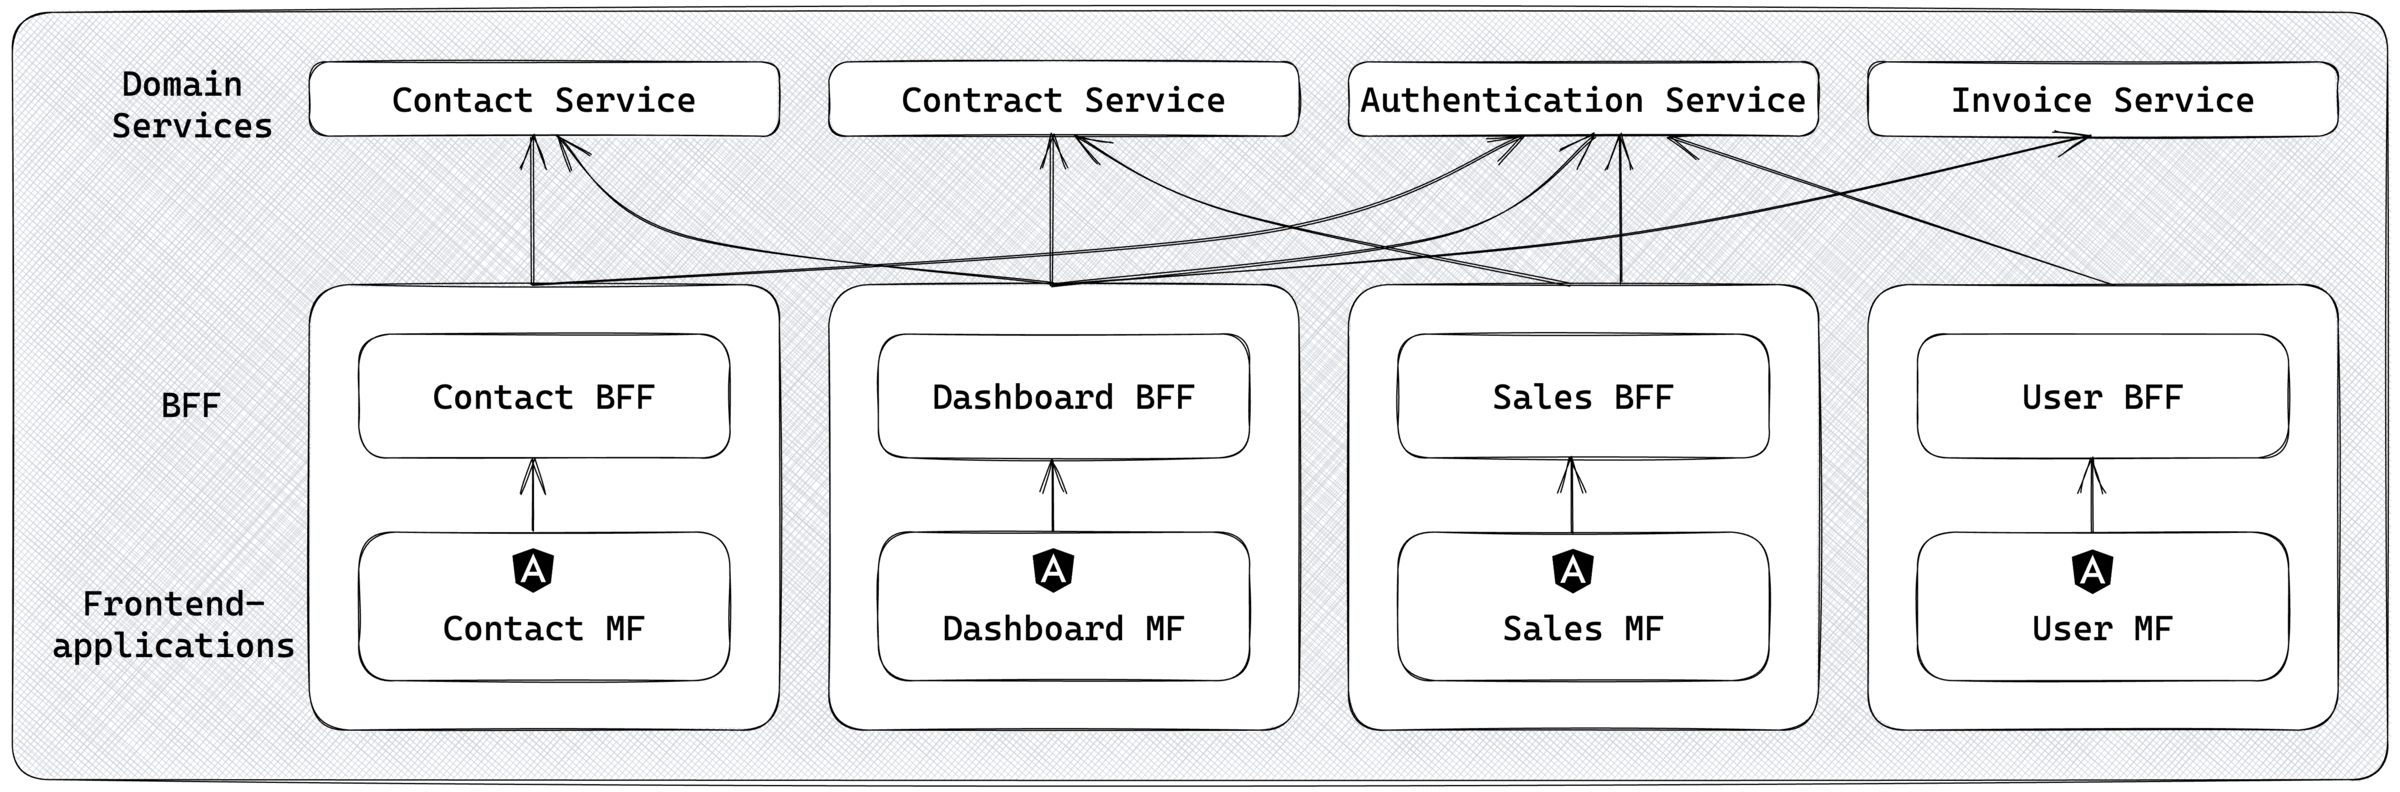 Domain
Services
Contact Service
Contract Service
Authentication Service
Invoice Service
BFF
Contact BFF
Dashboard BFF
Sales BFF
User BFF
Frontend-
applications
A
Contact MF
A
Dashboard MF
A
Sales MF
A
User MF